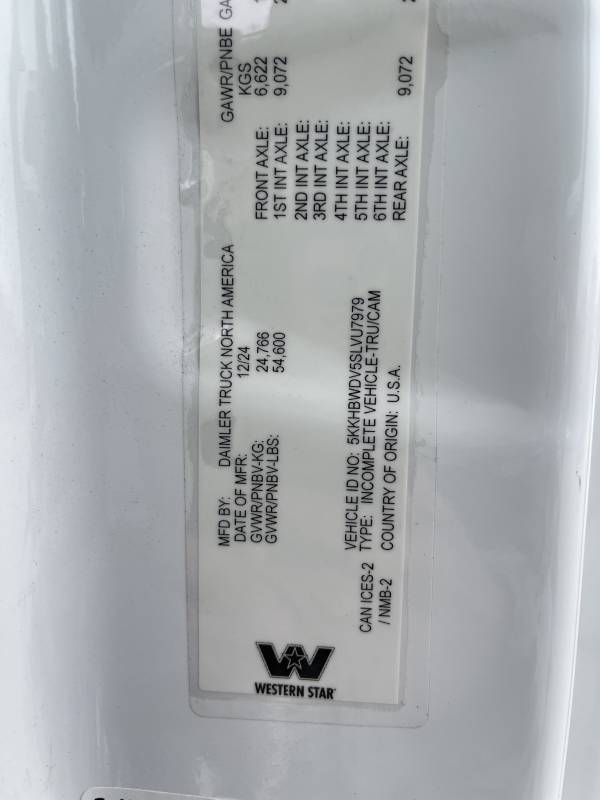 MFD BY: DAIMLER TRUCK NORTH AMERICA
DATE OF MFR: 12/24
GVWR/PNBV-KG: 24,766
GVWR/PNBV-LBS: 54,600
GAWR/PNBE GA
KGS
FRONT AXLE: 6,622
1ST INT AXLE: 9,072
2ND INT AXLE:
3RD INT AXLE:
4TH INT AXLE:
5TH INT AXLE:
6TH INT AXLE:
REAR AXLE: 9,072
VEHICLE ID NO: 5KKHBWDV5SLVU7979
CAN ICES-2 TYPE: INCOMPLETE VEHICLE-TRU/CAM
/ NMB-2 COUNTRY OF ORIGIN: U.S.A.
WESTERN STAR